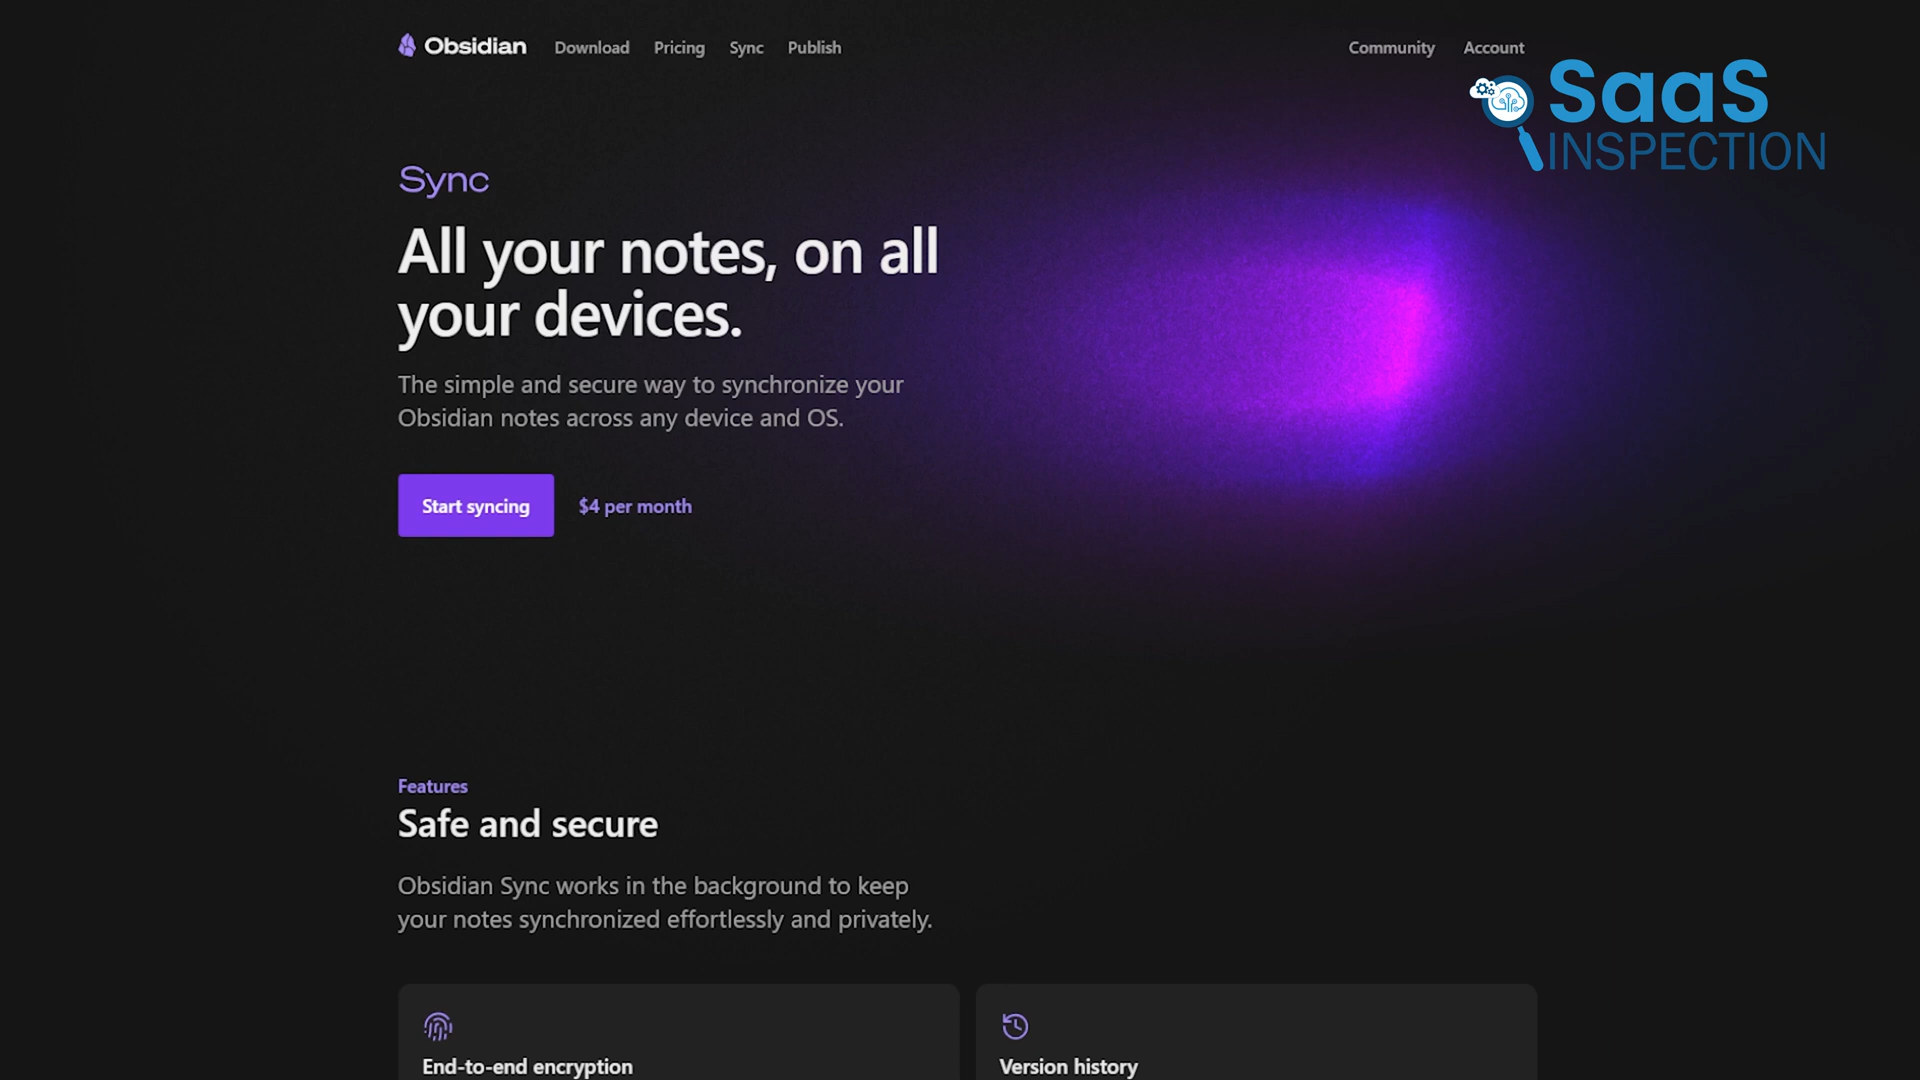 Obsidian Download Pricing Sync Publish Community Account
SaaS
INSPECTION
Sync
All your notes, on all
your devices.
The simple and secure way to synchronize your
Obsidian notes across any device and OS.
Start syncing $4 per month
Features
Safe and secure
Obsidian Sync works in the background to keep
your notes synchronized effortlessly and privately.
End-to-end encryption Version history